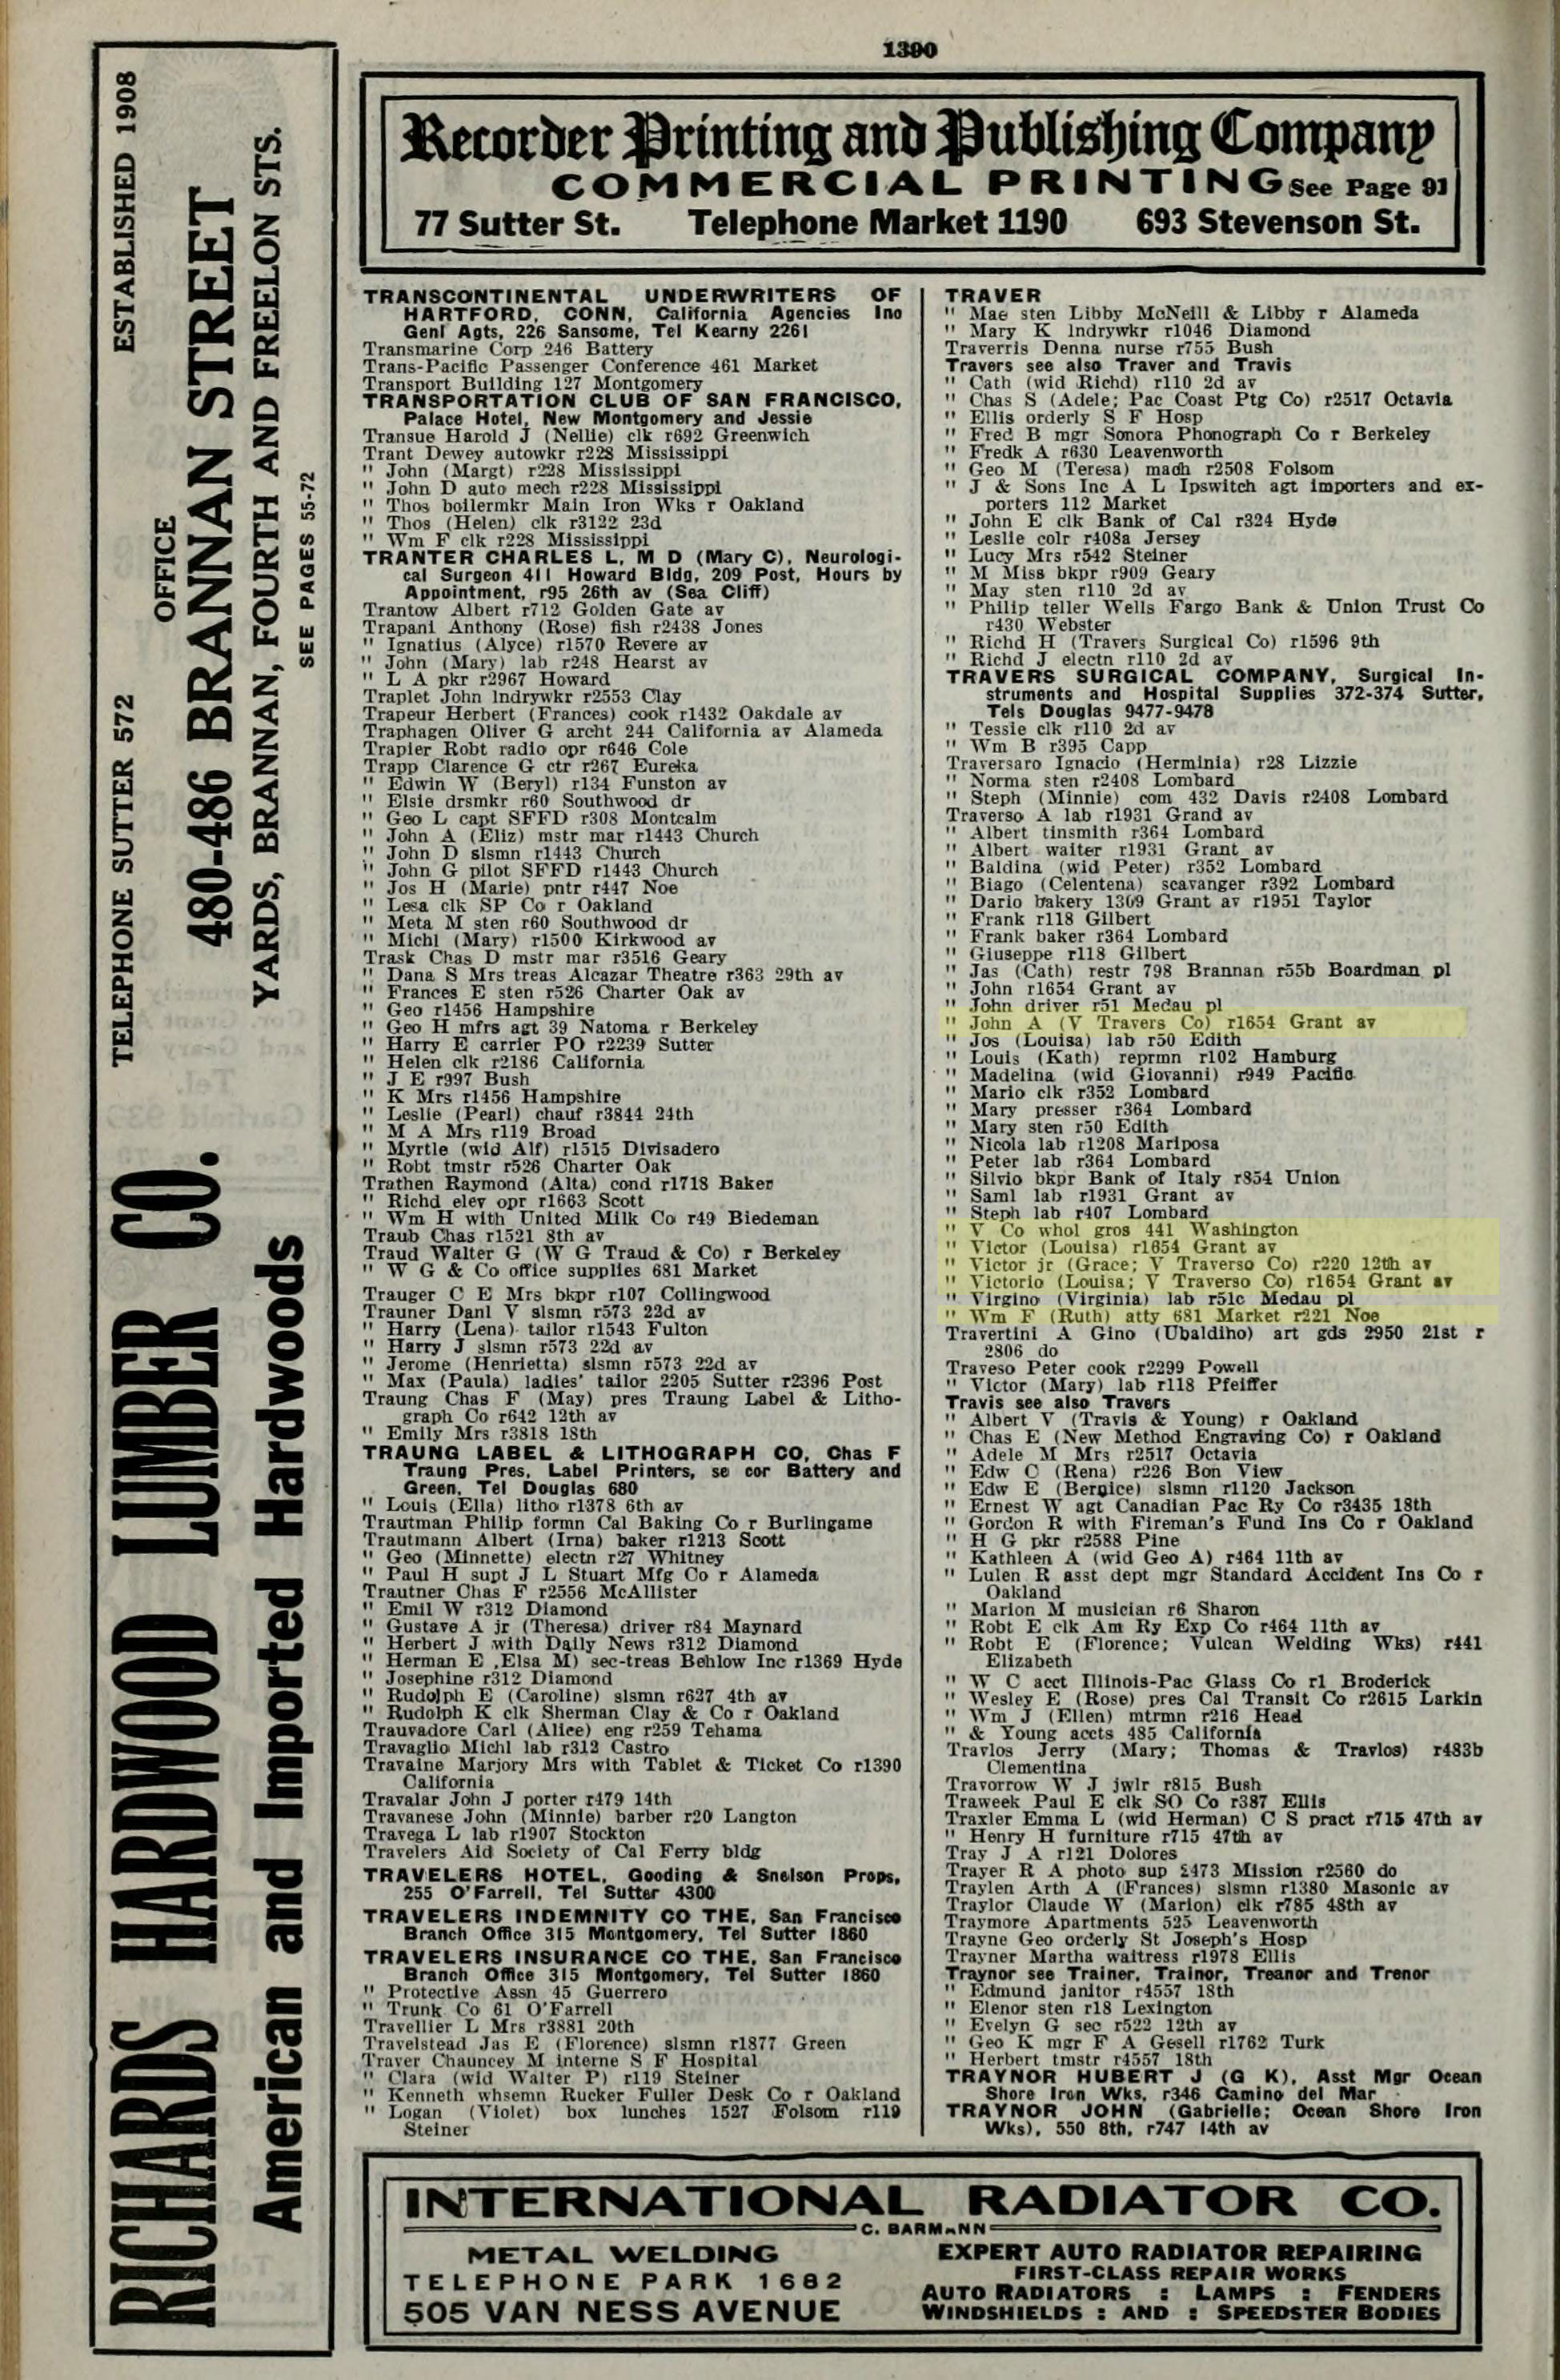 1390
Recorder Printing and Publishing Company
COMMERCIAL PRINTING See Page 91
77 Sutter St. Telephone Market 1190 693 Stevenson St.
RICHARDS HARDWOOD LUMBER CO.
American and Imported Hardwoods
TELEPHONE SUTTER 572 OFFICE ESTABLISHED 1908
480-486 BRANNAN STREET
YARDS, BRANNAN, FOURTH AND FREELON STS.
SEE PAGES 55-72
TRANSCONTINENTAL UNDERWRITERS OF
HARTFORD, CONN, California Agencies Inc
Genl Agts, 226 Sansome, Tel Kearny 2261
Transmarine Corp 246 Battery
Trans-Pacific Passenger Conference 461 Market
Transport Building 127 Montgomery
TRANSPORTATION CLUB OF SAN FRANCISCO,
Palace Hotel, New Montgomery and Jessie
Transue Harold J (Nellie) clk r692 Greenwich
Trant Dewey autowkr r228 Mississippi
" John (Margt) r228 Mississippi
" John D auto mech r228 Mississippi
" Thos boilermkr Main Iron Wks r Oakland
" Thos (Helen) clk r3122 23d
" Wm F clk r228 Mississippi
TRANTER CHARLES L, M D (Mary C), Neurologi-
cal Surgeon 411 Howard Bldg, 209 Post, Hours by
Appointment, r95 26th av (Sea Cliff)
Trantow Albert r712 Golden Gate av
Trapani Anthony (Rose) fish r2438 Jones
" Ignatius (Alyce) r1570 Revere av
" John (Mary) lab r248 Hearst av
" L A pkr r2967 Howard
Traplet John lndrywkr r2553 Clay
Trapeur Herbert (Frances) cook r1432 Oakdale av
Traphagen Oliver G archt 244 California av Alameda
Trapier Robt radio opr r646 Cole
Trapp Clarence G ctr r267 Eureka
" Edwin W (Beryl) r134 Funston av
" Elsie drsmkr r60 Southwood dr
" Geo L capt SFFD r308 Montcalm
" John A (Eliz) mstr mar r1443 Church
" John D slsmn r1443 Church
" John G pilot SFFD r1443 Church
" Jos H (Marie) pntr r447 Noe
" Lesa clk SP Co r Oakland
" Meta M sten r60 Southwood dr
" Michl (Mary) r1500 Kirkwood av
Trask Chas D mstr mar r3516 Geary
" Dana S Mrs treas Alcazar Theatre r363 29th av
" Frances E sten r526 Charter Oak av
" Geo r1456 Hampshire
" Geo H mfrs agt 39 Natoma r Berkeley
" Harry E carrier PO r2239 Sutter
" Helen clk r2186 California
" J E r997 Bush
" K Mrs r1456 Hampshire
" Leslie (Pearl) chauf r3844 24th
" M A Mrs r119 Broad
" Myrtle (wid Alf) r1515 Divisadero
" Robt tmstr r526 Charter Oak
Trathen Raymond (Alta) cond r1718 Baker
" Richd elev opr r1663 Scott
" Wm H with United Milk Co r49 Biedeman
Traub Chas r1521 8th av
Traud Walter G (W G Traud & Co) r Berkeley
" W G & Co office supplies 681 Market
Trauger C E Mrs bkpr r107 Collingwood
Trauner Danl V slsmn r573 22d av
" Harry (Lena) tailor r1543 Fulton
" Harry J slsmn r573 22d av
" Jerome (Henrietta) slsmn r573 22d av
" Max (Paula) ladies' tailor 2205 Sutter r2396 Post
Traung Chas F (May) pres Traung Label & Litho-
graph Co r642 12th av
" Emily Mrs r3818 18th
TRAUNG LABEL & LITHOGRAPH CO, Chas F
Traung Pres, Label Printers, se cor Battery and
Green, Tel Douglas 680
" Louis (Ella) litho r1378 6th av
Trautman Philip formn Cal Baking Co r Burlingame
Trautmann Albert (Irna) baker r1213 Scott
" Geo (Minnette) electn r27 Whitney
" Paul H supt J L Stuart Mfg Co r Alameda
Trautner Chas F r2556 McAllister
" Emil W r312 Diamond
" Gustave A jr (Theresa) driver r84 Maynard
" Herbert J with Daily News r312 Diamond
" Herman E ,Elsa M) sec-treas Behlow Inc r1369 Hyde
" Josephine r312 Diamond
" Rudolph E (Caroline) slsmn r627 4th av
" Rudolph K clk Sherman Clay & Co r Oakland
Trauvadore Carl (Alice) eng r259 Tehama
Travaglio Michl lab r312 Castro
Travaine Marjory Mrs with Tablet & Ticket Co r1390
California
Travalar John J porter r479 14th
Travanese John (Minnie) barber r20 Langton
Travega L lab r1907 Stockton
Travelers Aid Society of Cal Ferry bldg
TRAVELERS HOTEL, Gooding & Snelson Props,
255 O'Farrell, Tel Sutter 4300
TRAVELERS INDEMNITY CO THE, San Francisco
Branch Office 315 Montgomery, Tel Sutter 1860
TRAVELERS INSURANCE CO THE, San Francisco
Branch Office 315 Montgomery, Tel Sutter 1860
" Protective Assn 45 Guerrero
" Trunk Co 61 O'Farrell
Travellier L Mrs r3881 20th
Travelstead Jas E (Florence) slsmn r1877 Green
Traver Chauncey M interne S F Hospital
" Clara (wid Walter P) r119 Steiner
" Kenneth whsemn Rucker Fuller Desk Co r Oakland
" Logan (Violet) box lunches 1527 Folsom r119
Steiner
TRAVER
" Mae sten Libby McNeill & Libby r Alameda
" Mary K lndrywkr r1046 Diamond
Traverris Denna nurse r755 Bush
Travers see also Traver and Travis
" Cath (wid Richd) r110 2d av
" Chas S (Adele; Pac Coast Ptg Co) r2517 Octavia
" Ellis orderly S F Hosp
" Fred B mgr Sonora Phonograph Co r Berkeley
" Fredk A r630 Leavenworth
" Geo M (Teresa) madh r2508 Folsom
" J & Sons Inc A L Ipswitch agt importers and ex-
porters 112 Market
" John E clk Bank of Cal r324 Hyde
" Leslie colr r408a Jersey
" Lucy Mrs r542 Steiner
" M Miss bkpr r909 Geary
" May sten r110 2d av
" Philip teller Wells Fargo Bank & Union Trust Co
r430 Webster
" Richd H (Travers Surgical Co) r1596 9th
" Richd J electn r110 2d av
TRAVERS SURGICAL COMPANY, Surgical In-
struments and Hospital Supplies 372-374 Sutter,
Tels Douglas 9477-9478
" Tessie clk r110 2d av
" Wm B r395 Capp
Traversaro Ignacio (Herminia) r28 Lizzie
" Norma sten r2408 Lombard
" Steph (Minnie) com 432 Davis r2408 Lombard
Traverso A lab r1931 Grand av
" Albert tinsmith r364 Lombard
" Albert waiter r1931 Grant av
" Baldina (wid Peter) r352 Lombard
" Biago (Celentena) scavanger r392 Lombard
" Dario bakery 1369 Grant av r1951 Taylor
" Frank r118 Gilbert
" Frank baker r364 Lombard
" Giuseppe r118 Gilbert
" Jas (Cath) restr 798 Brannan r55b Boardman pl
" John r1654 Grant av
" John driver r51 Medau pl
" John A (V Travers Co) r1654 Grant av
" Jos (Louisa) lab r50 Edith
" Louis (Kath) reprmn r102 Hamburg
" Madelina (wid Giovanni) r949 Pacific
" Mario clk r352 Lombard
" Mary presser r364 Lombard
" Mary sten r50 Edith
" Nicola lab r1208 Mariposa
" Peter lab r364 Lombard
" Silvio bkpr Bank of Italy r854 Union
" Saml lab r1931 Grant av
" Steph lab r407 Lombard
" V Co whol gros 441 Washington
" Victor (Louisa) r1654 Grant av
" Victor jr (Grace; V Traverso Co) r220 12th av
" Victorio (Louisa; V Traverso Co) r1654 Grant av
" Virgino (Virginia) lab r51c Medau pl
" Wm F (Ruth) atty 681 Market r221 Noe
Travertini A Gino (Ubaldiho) art gds 2950 21st r
2806 do
Traveso Peter cook r2299 Powell
" Victor (Mary) lab r118 Pfeiffer
Travis see also Travers
" Albert V (Travis & Young) r Oakland
" Chas E (New Method Engraving Co) r Oakland
" Adele M Mrs r2517 Octavia
" Edw C (Rena) r226 Bon View
" Edw E (Bergice) slsmn r1120 Jackson
" Ernest W agt Canadian Pac Ry Co r3435 18th
" Gordon R with Fireman's Fund Ins Co r Oakland
" H G pkr r2588 Pine
" Kathleen A (wid Geo A) r464 11th av
" Lulen R asst dept mgr Standard Accident Ins Co r
Oakland
" Marion M musician r6 Sharon
" Robt E clk Am Ry Exp Co r464 11th av
" Robt E (Florence; Vulcan Welding Wks) r441
Elizabeth
" W C acct Illinois-Pac Glass Co r1 Broderick
" Wesley E (Rose) pres Cal Transit Co r2615 Larkin
" Wm J (Ellen) mtrmn r216 Head
" & Young accts 485 California
Travlos Jerry (Mary; Thomas & Travlos) r483b
Clementina
Travorrow W J jwlr r815 Bush
Traweek Paul E clk SO Co r387 Ellis
Traxler Emma L (wid Herman) C S pract r715 47th av
" Henry H furniture r715 47th av
Tray J A r121 Dolores
Trayer R A photo sup 2473 Mission r2560 do
Traylen Arth A (Frances) slsmn r1380 Masonic av
Traylor Claude W (Marion) clk r785 48th av
Traymore Apartments 525 Leavenworth
Trayne Geo orderly St Joseph's Hosp
Trayner Martha waitress r1978 Ellis
Traynor see Trainer, Trainor, Treanor and Trenor
" Edmund janitor r4557 18th
" Elenor sten r18 Lexington
" Evelyn G sec r522 12th av
" Geo K mgr F A Gesell r1762 Turk
" Herbert tmstr r4557 18th
TRAYNOR HUBERT J (G K), Asst Mgr Ocean
Shore Iron Wks, r346 Camino del Mar
TRAYNOR JOHN (Gabrielle; Ocean Shore Iron
Wks), 550 8th, r747 14th av
INTERNATIONAL RADIATOR CO.
C. BARMANN
METAL WELDING
TELEPHONE PARK 1682
505 VAN NESS AVENUE
EXPERT AUTO RADIATOR REPAIRING
FIRST-CLASS REPAIR WORKS
AUTO RADIATORS : LAMPS : FENDERS
WINDSHIELDS : AND : SPEEDSTER BODIES